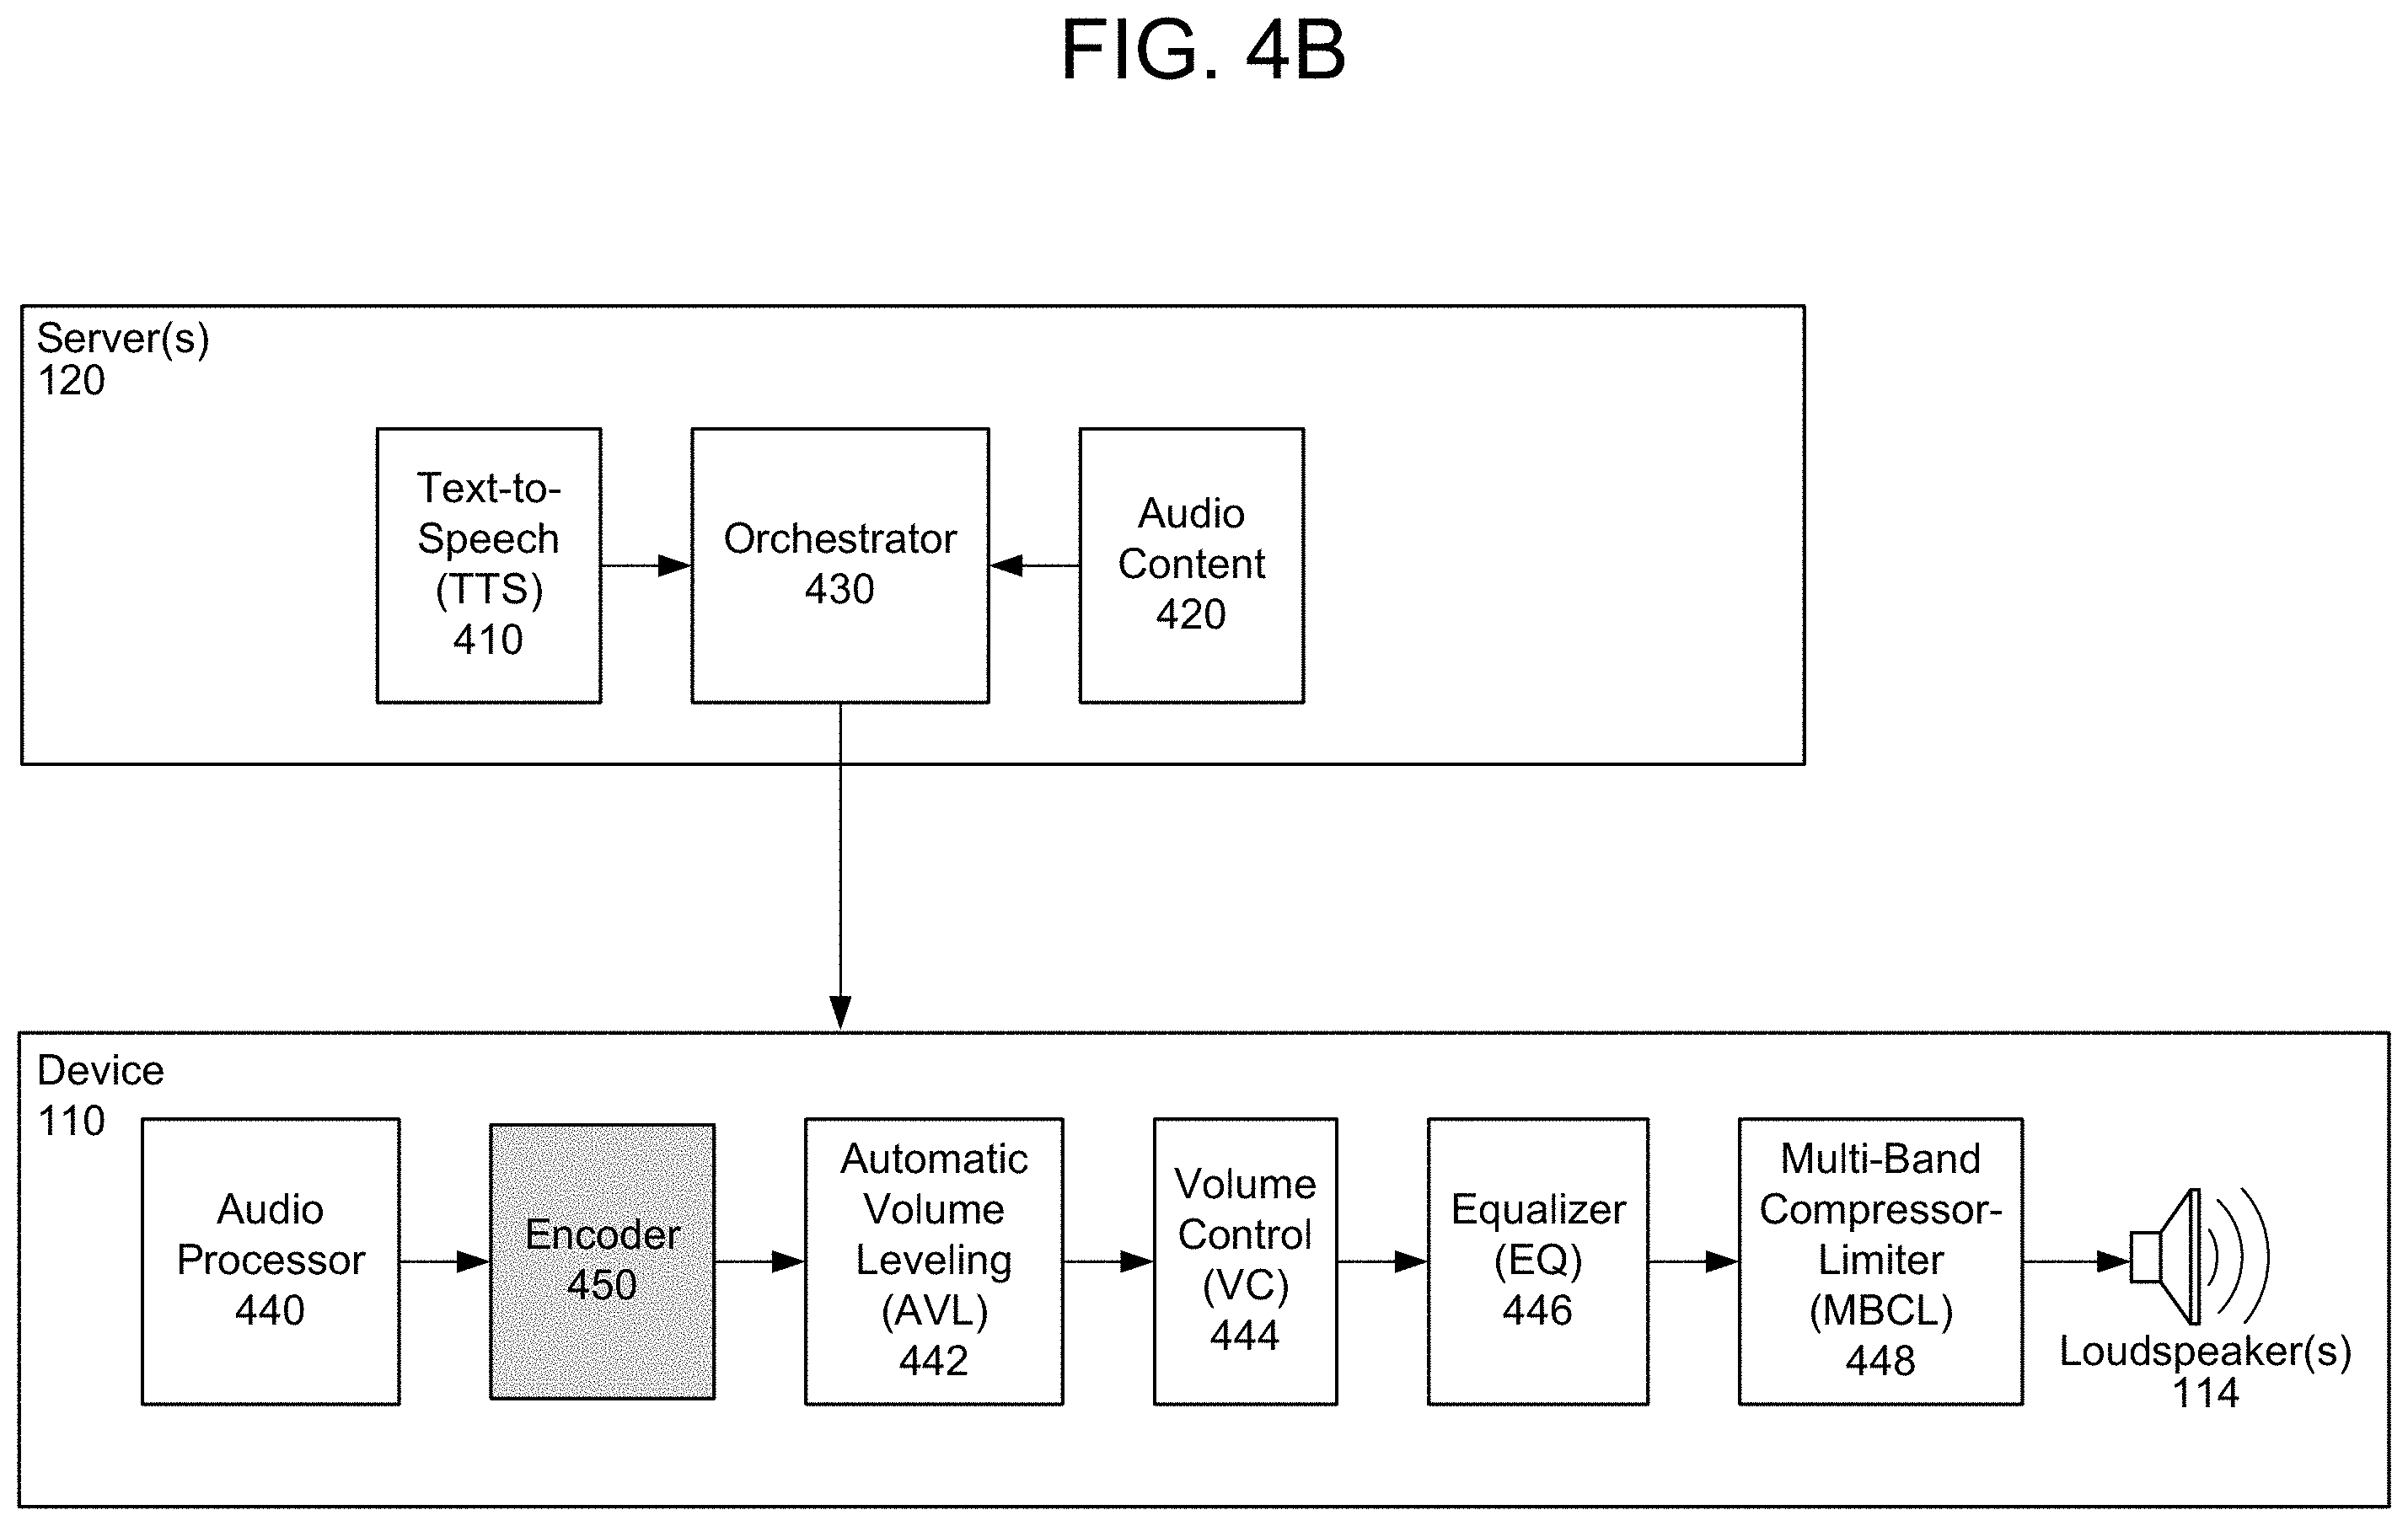 FIG. 4B
Server(s)
120
Text-to-
Speech
(TTS)
410
Orchestrator
430
Audio
Content
420
Device
110
Audio
Processor
440
Encoder
450
Automatic
Volume
Leveling
(AVL)
442
Volume
Control
(VC)
444
Equalizer
(EQ)
446
Multi-Band
Compressor-
Limiter
(MBCL)
448
Loudspeaker(s)
114